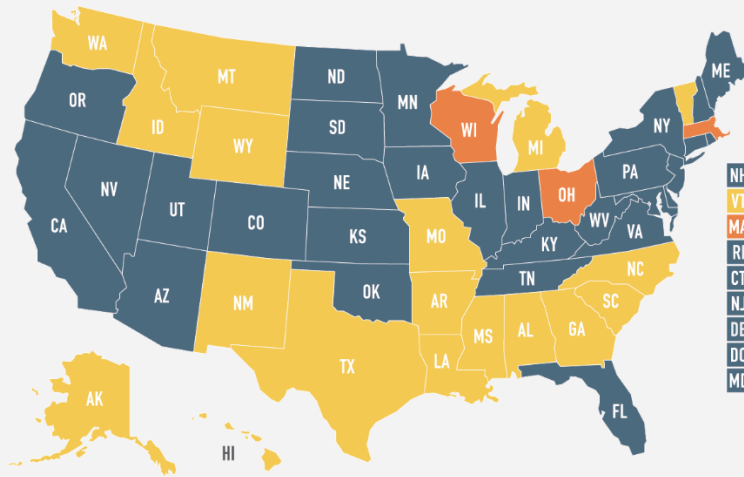 WA
MT
ND
MN
ME
OR
ID
WY
SD
WI
MI
NY
NV
UT
CO
NE
IA
IL
IN
OH
PA
CA
KS
MO
KY
WV
VA
AZ
NM
OK
AR
TN
NC
SC
TX
LA
MS
AL
GA
FL
AK
HI
NH
VT
MA
RI
CT
NJ
DE
DC
MD